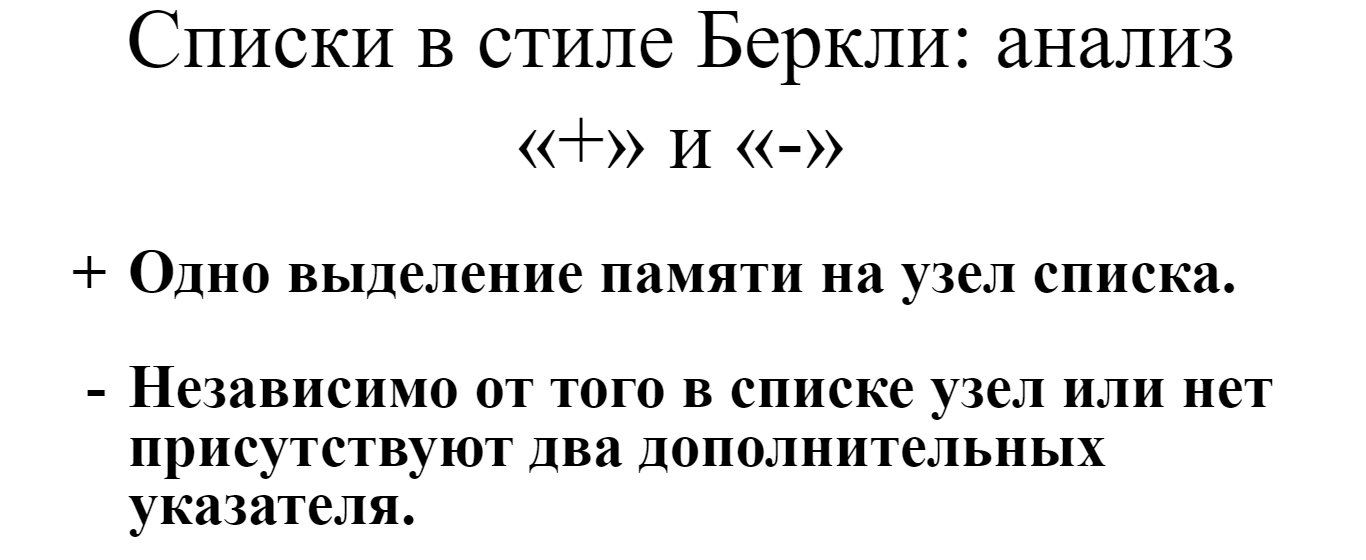 Списки в стиле Беркли: анализ
«+» и «-»
+ Одно выделение памяти на узел списка.
- Независимо от того в списке узел или нет
присутствуют два дополнительных
указателя.